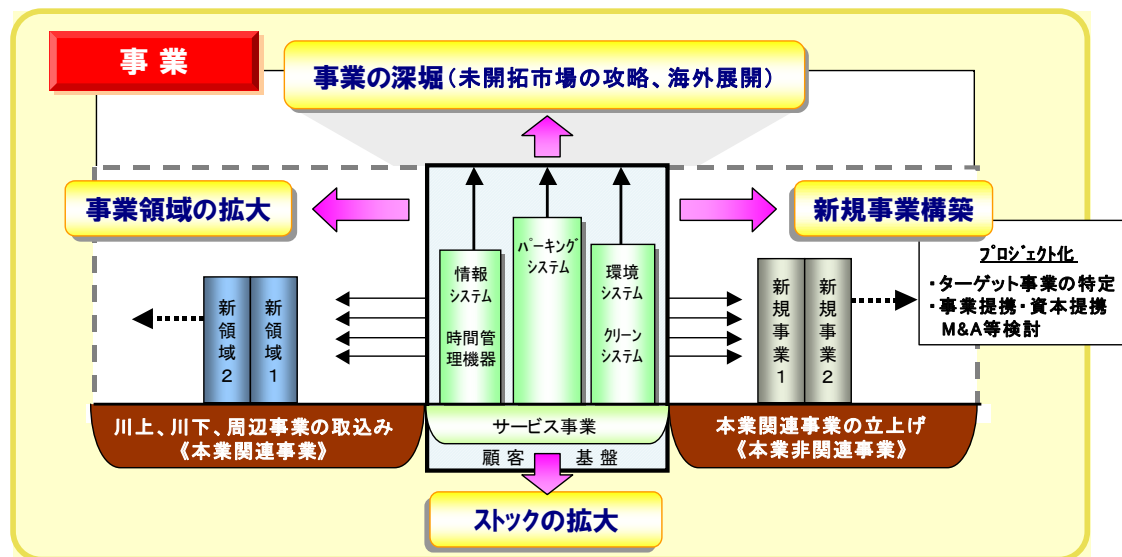 事 業
事業の深堀(未開拓市場の攻略、海外展開)
事業領域の拡大
新規事業構築
情報
システム
時間管
理機器
パーキング
システム
環境
システム
クリーン
システム
新領域2
新領域1
新規事業1
新規事業2
プロジェクト化
・ターゲット事業の特定
・事業提携・資本提携
M&A等検討
川上、川下、周辺事業の取込み
《本業関連事業》
サービス事業
顧 客 基 盤
本業関連事業の立上げ
《本業非関連事業》
ストックの拡大